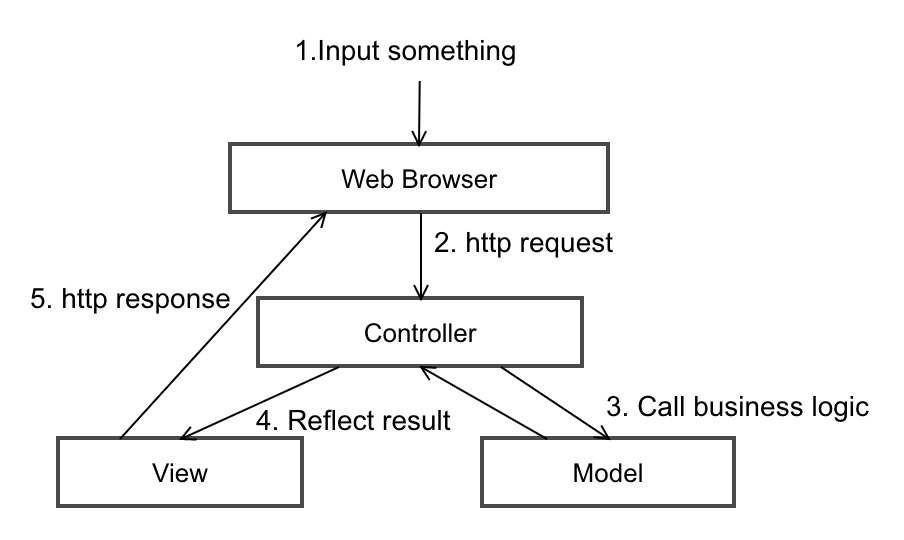 1.Input something
Web Browser
2. http request
5. http response
Controller
3. Call business logic
4. Reflect result
View
Model